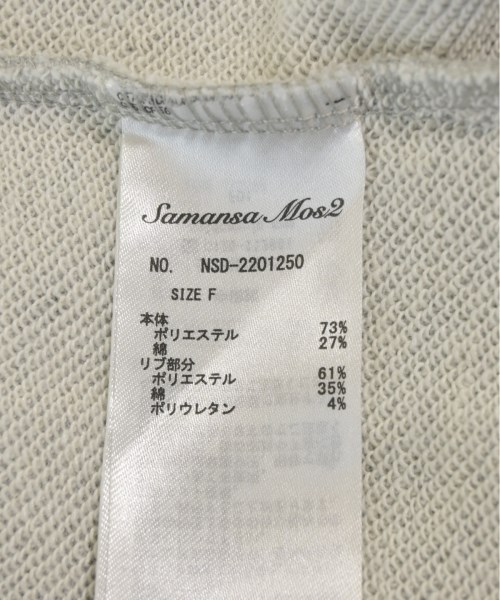 Samansa Mos2
NO. NSD-2201250
SIZE F
本体
ポリエステル 73%
綿 27%
リブ部分
ポリエステル 61%
綿 35%
ポリウレタン 4%